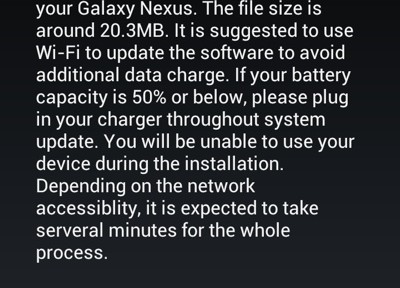 your Galaxy Nexus. The file size is
around 20.3MB. It is suggested to use
Wi-Fi to update the software to avoid
additional data charge. If your battery
capacity is 50% or below, please plug
in your charger throughout system
update. You will be unable to use your
device during the installation.
Depending on the network
accessiblity, it is expected to take
serveral minutes for the whole
process.